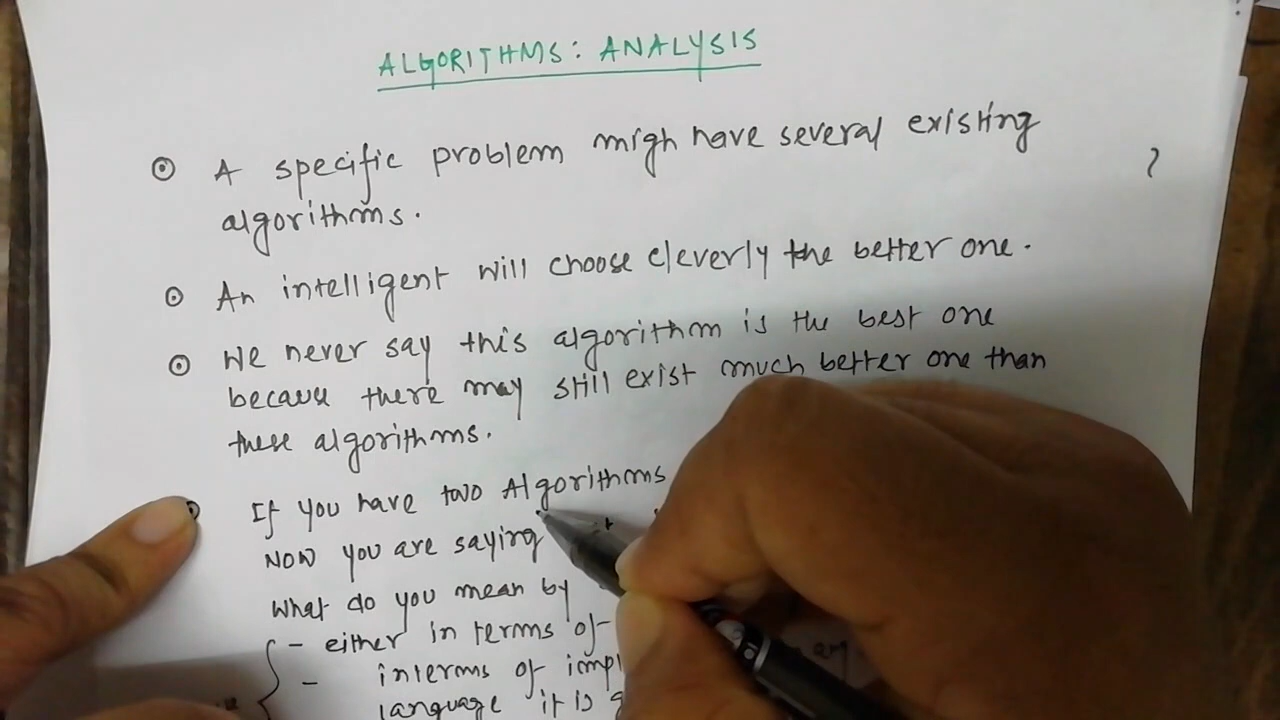 ALGORITHMS: ANALYSIS
A specific problem migh have several existing
algorithms.
An intelligent will choose cleverly the better one.
We never say this algorithm is the best one
because there may still exist much better one than
these algorithms.
If you have two Algorithms
Now you are saying
What do you mean by
- either in terms of
- interms of
language it is